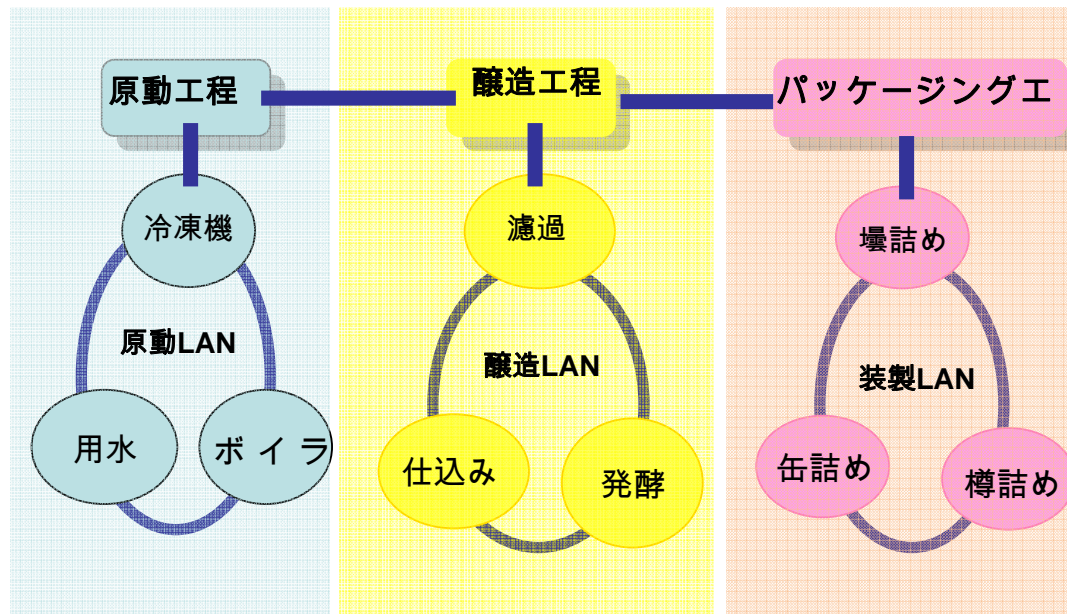 原動工程
醸造工程
パッケージング工
冷凍機
原動LAN
用水
ボイラ
濾過
醸造LAN
仕込み
発酵
壜詰め
装製LAN
缶詰め
樽詰め